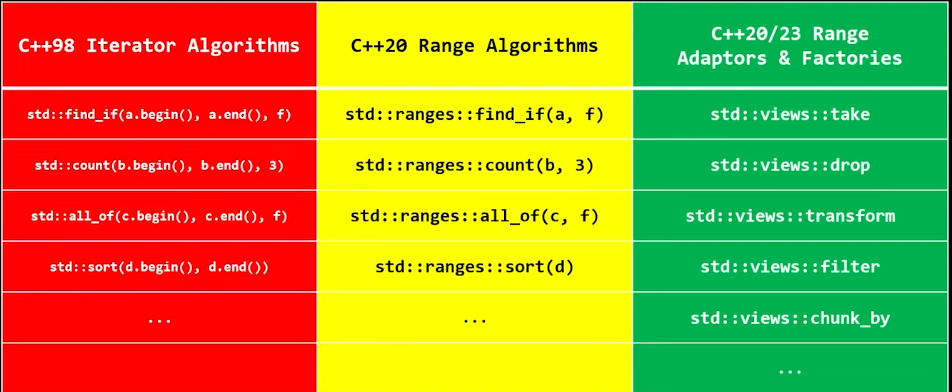 C++98 Iterator Algorithms
C++20 Range Algorithms
C++20/23 Range
Adaptors & Factories
std::find_if(a.begin(), a.end(), f)
std::ranges::find_if(a, f)
std::views::take
std::count(b.begin(), b.end(), 3)
std::ranges::count(b, 3)
std::views::drop
std::all_of(c.begin(), c.end(), f)
std::ranges::all_of(c, f)
std::views::transform
std::sort(d.begin(), d.end())
std::ranges::sort(d)
std::views::filter
...
...
std::views::chunk_by
...